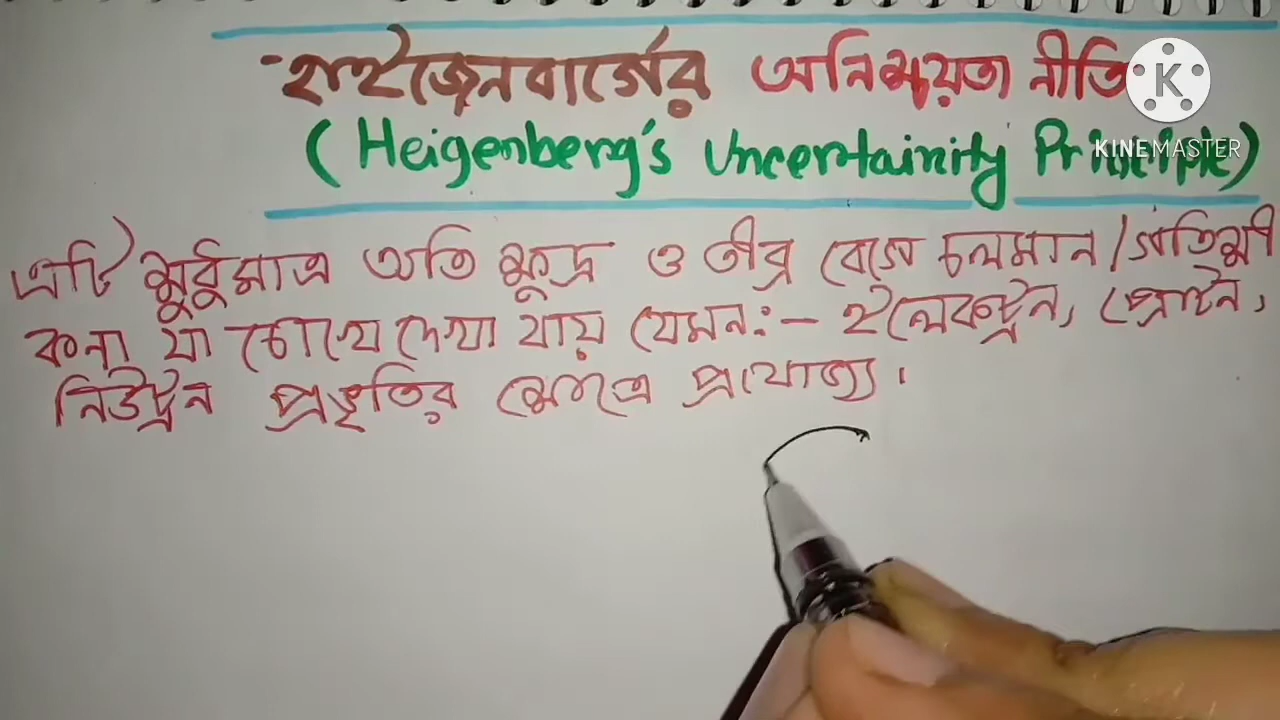 হাইজেনবার্গের অনিশ্চয়তা নীতি
(Heigenberg's Uncertainity Principle)
K
KINEMASTER
এটি শুধুমাত্র অতি ক্ষুদ্র ও তীব্র বেগে চলমান/গতিশী
কনা যা চোখে দেখা যায় যেমন:- ইলেকট্রন, প্রোটন,
নিউট্রন প্রভৃতির ক্ষেত্রে প্রযোজ্য।